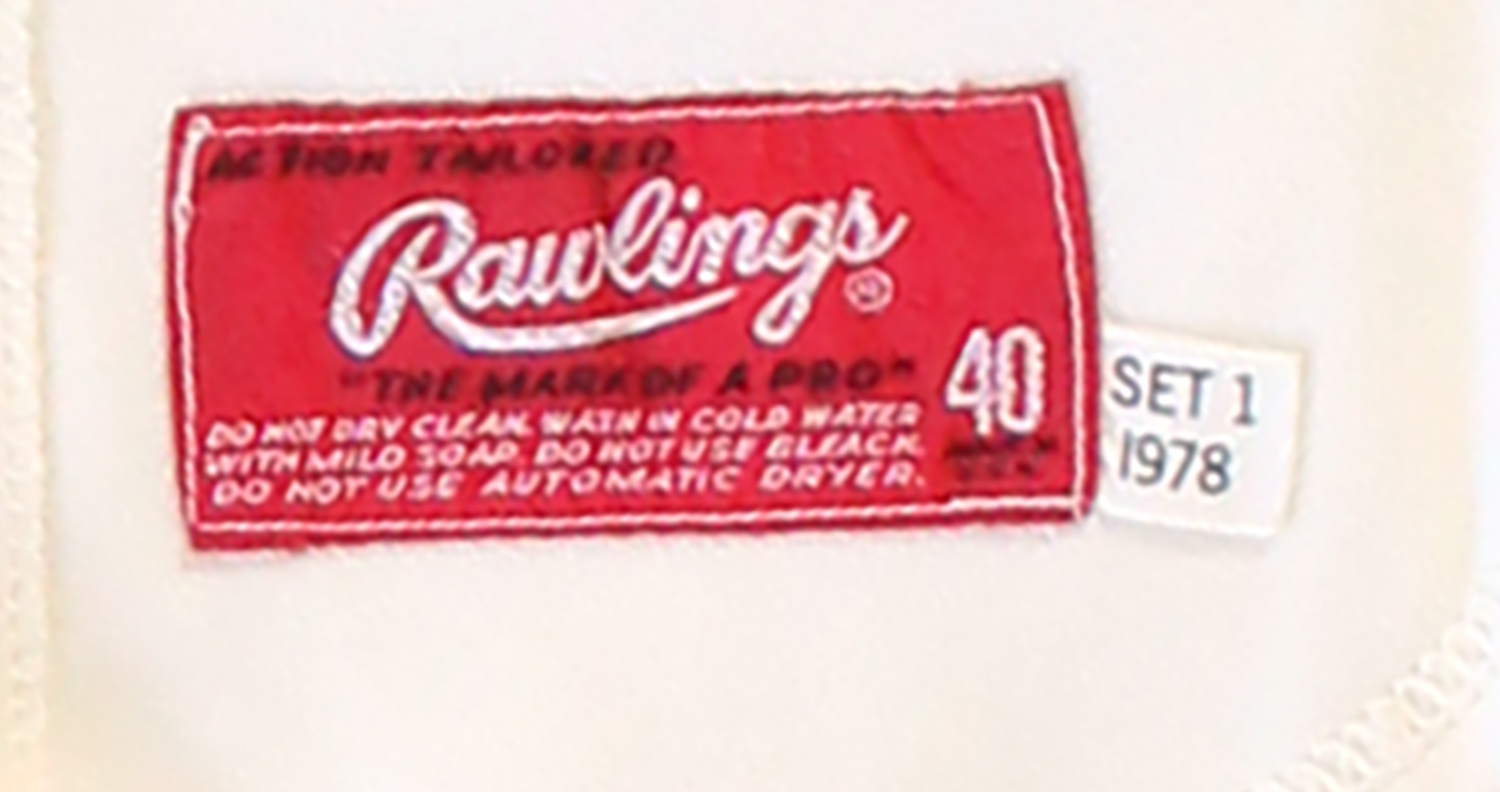 ACTION TAILORED
Rawlings ®
"THE MARK OF A PRO"
40
DO NOT DRY CLEAN. WASH IN COLD WATER
WITH MILD SOAP. DO NOT USE BLEACH.
DO NOT USE AUTOMATIC DRYER.
SET 1
1978